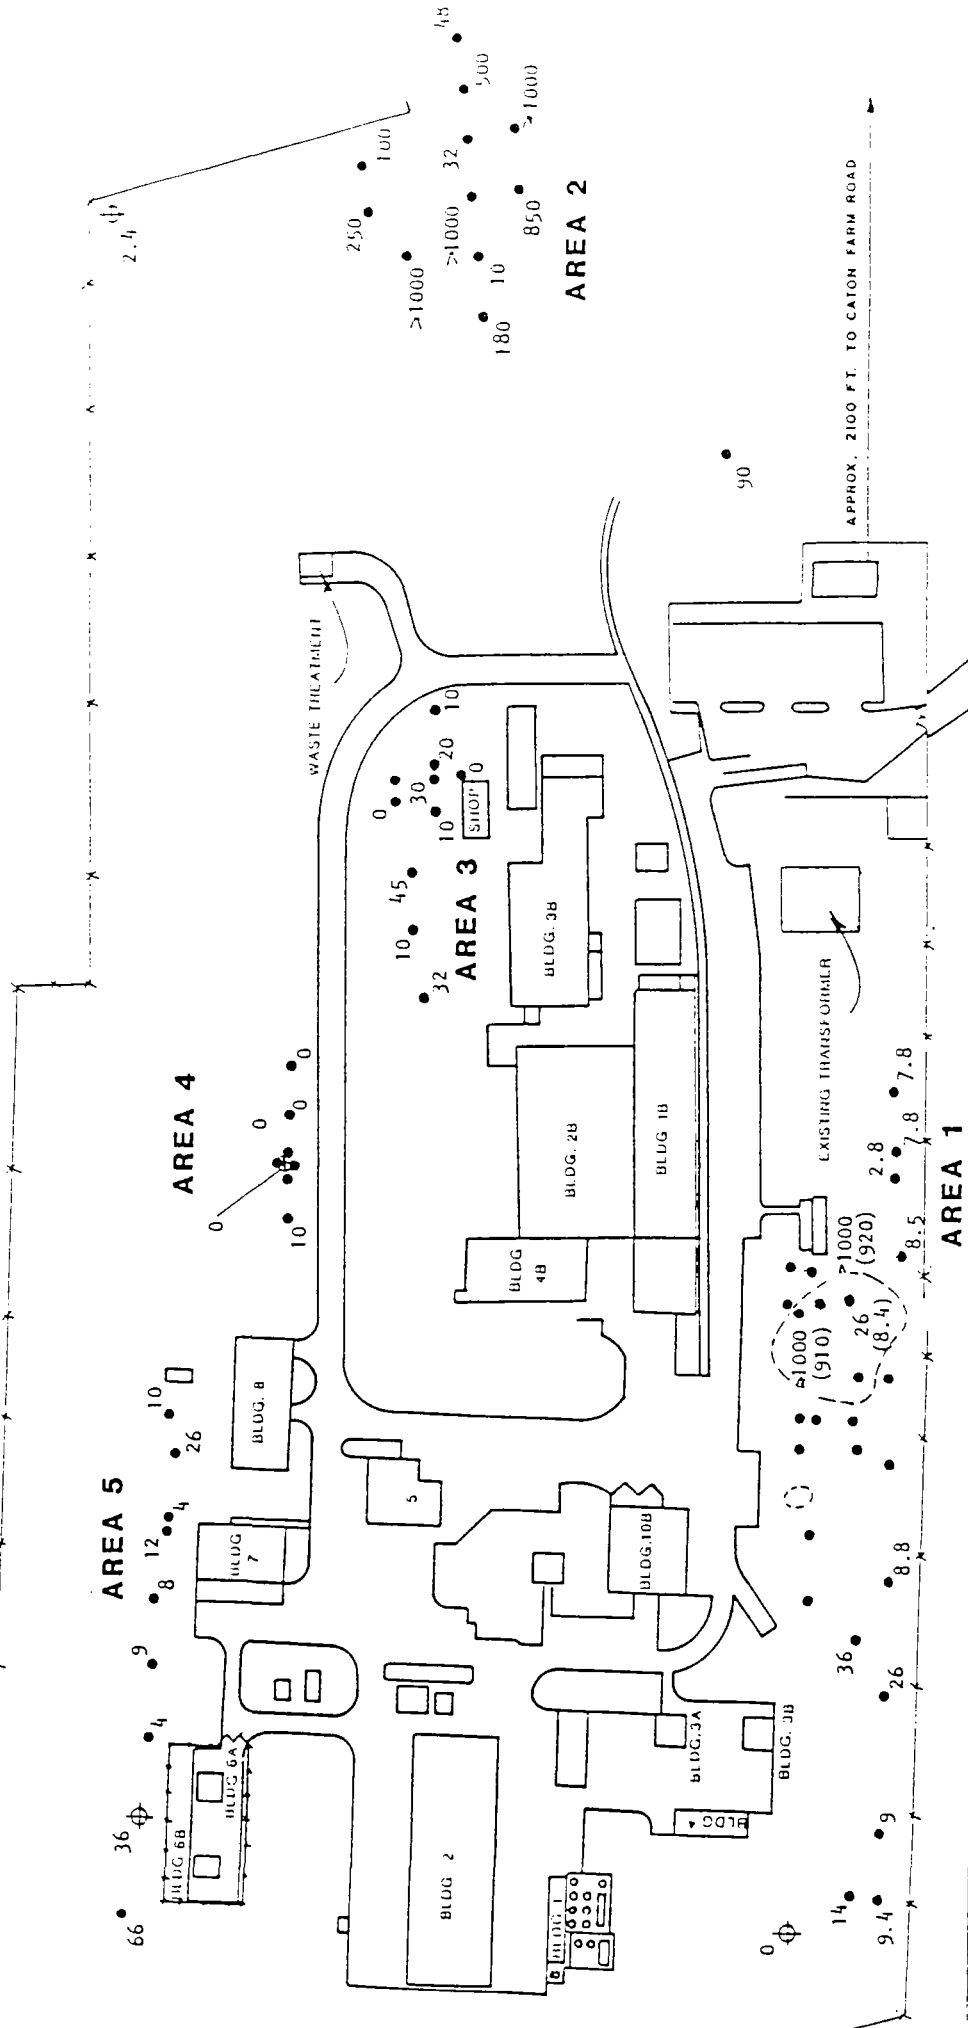 48
500
>1000
100
32
250
>1000
850
>1000
10
180
AREA 2
2.4
90
APPROX. 2100 FT. TO CATON FARM ROAD
WASTE TREATMENT
10
20
0
30
0
10
SHOP
45
10
32
AREA 3
BLDG. 3B
AREA 4
0
0
0
0
10
BLDG. 2B
BLDG 1B
BLDG
4B
EXISTING TRANSFORMER
7.8
7.8
2.8
8.5
AREA 1
>1000
(920)
26
(8.4)
>1000
(910)
AREA 5
10
26
4
12
8
9
4
36
66
BLDG. 8
BLDG
7
5
BLDG.10B
BLDG 6A
BLDG 6B
BLDG 2
BLDG.3A
BLDG. 3B
BLDG 4
BLDG 1
8
8.8
36
26
9
14
9.4
0